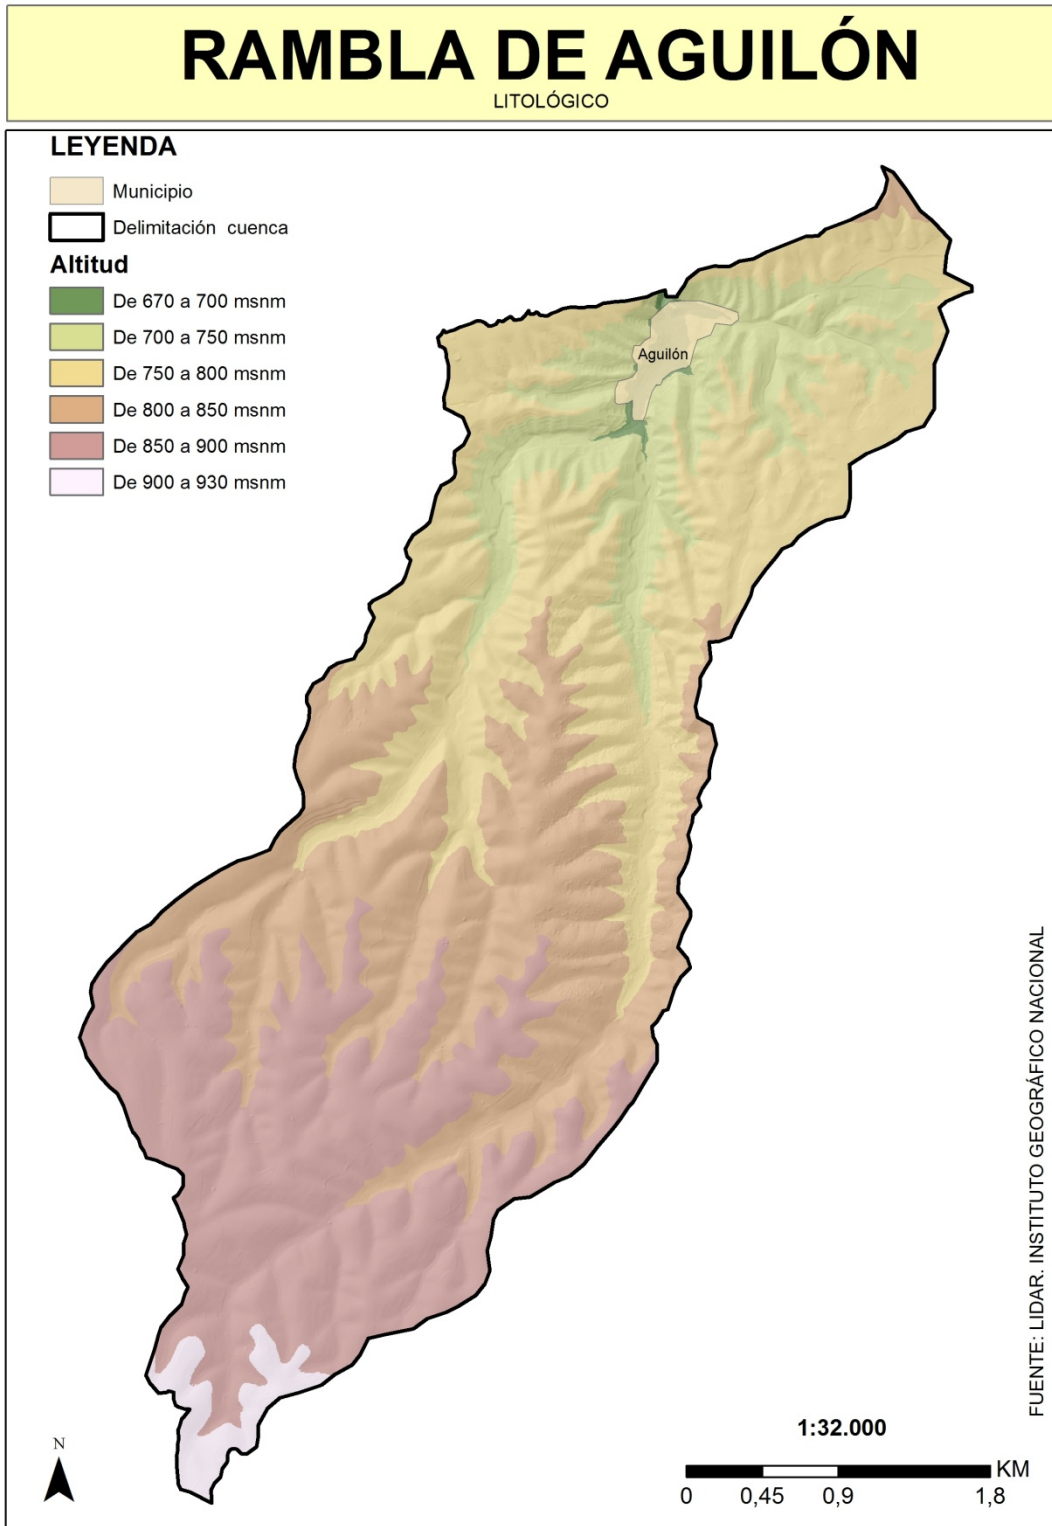 RAMBLA DE AGUILÓN
LITOLÓGICO
LEYENDA
Municipio
Delimitación cuenca
Altitud
De 670 a 700 msnm
De 700 a 750 msnm
De 750 a 800 msnm
De 800 a 850 msnm
De 850 a 900 msnm
De 900 a 930 msnm
Aguilón
FUENTE: LIDAR. INSTITUTO GEOGRÁFICO NACIONAL
1:32.000
N
KM
0 0,45 0,9 1,8